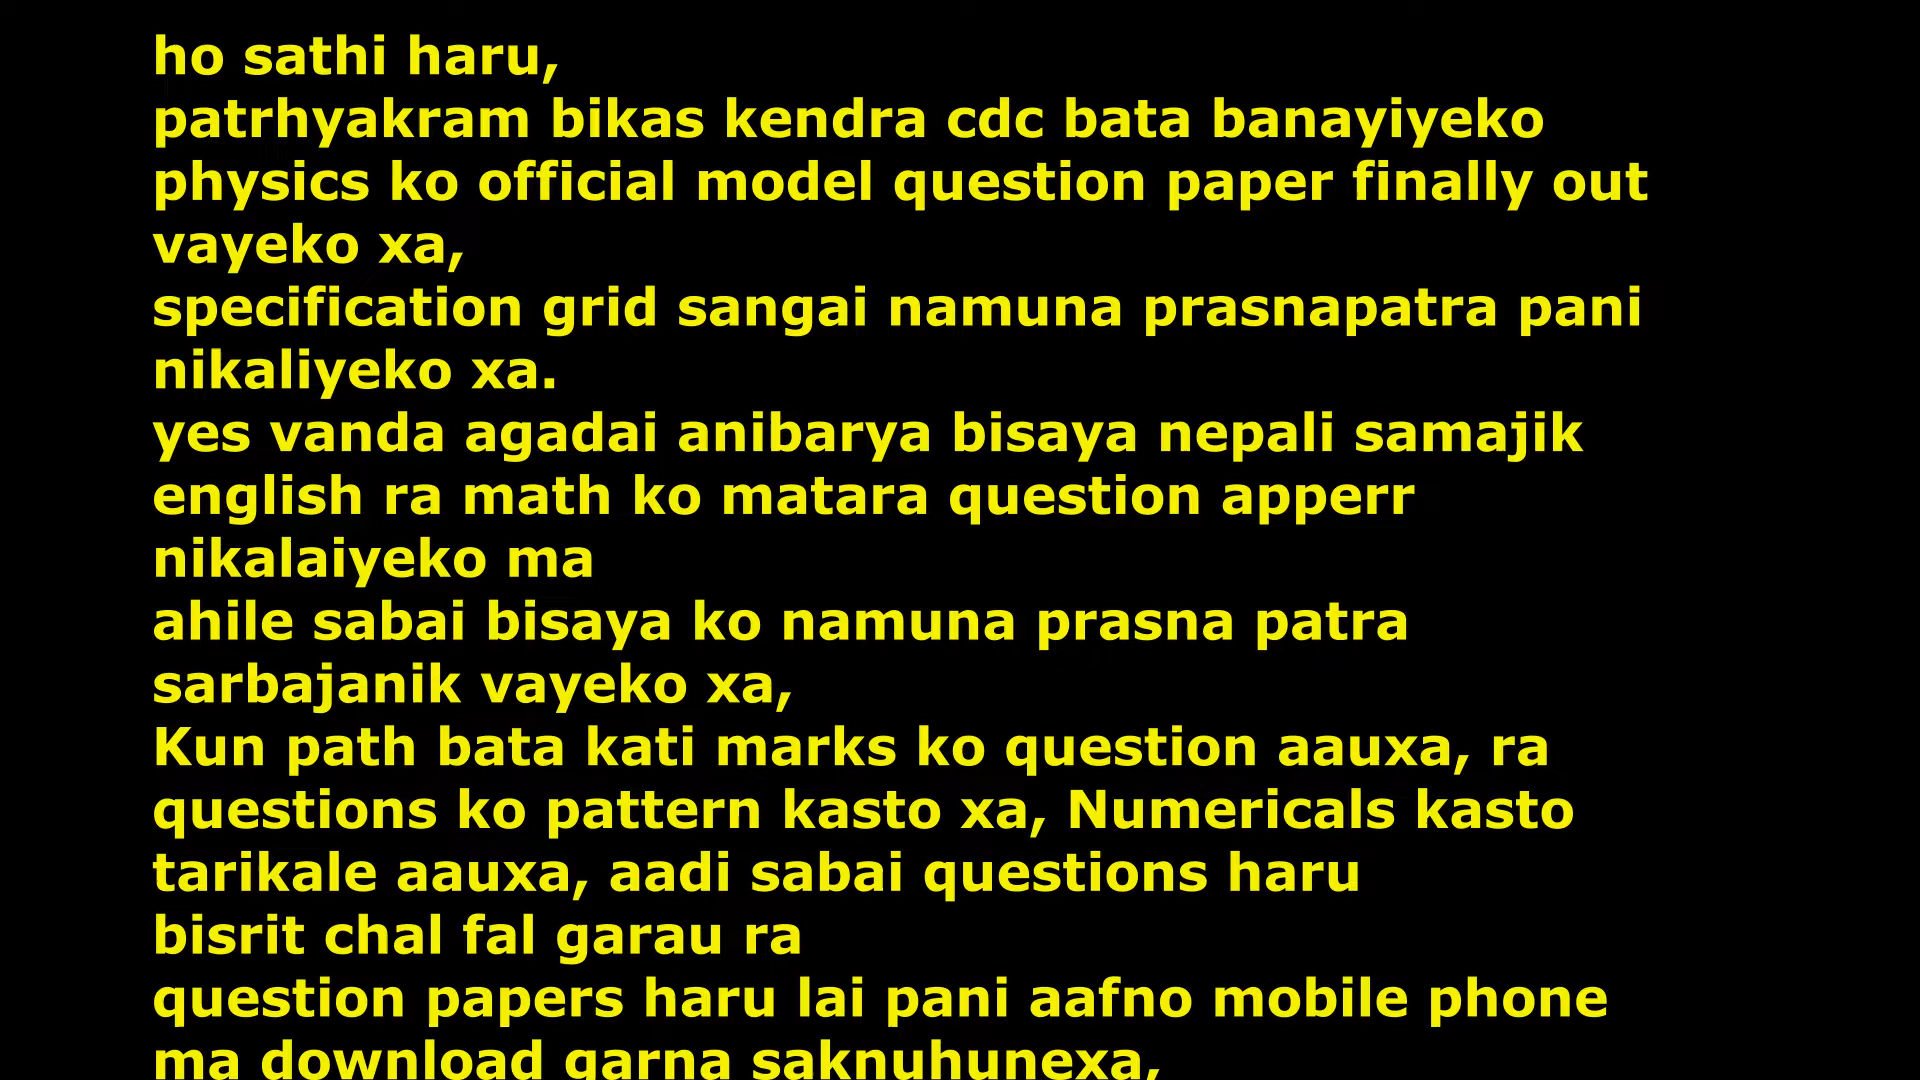 ho sathi haru,
patrhyakram bikas kendra cdc bata banayiyeko
physics ko official model question paper finally out
vayeko xa,
specification grid sangai namuna prasnapatra pani
nikaliyeko xa.
yes vanda agadai anibarya bisaya nepali samajik
english ra math ko matara question apperr
nikalaiyeko ma
ahile sabai bisaya ko namuna prasna patra
sarbajanik vayeko xa,
Kun path bata kati marks ko question aauxa, ra
questions ko pattern kasto xa, Numericals kasto
tarikale aauxa, aadi sabai questions haru
bisrit chal fal garau ra
question papers haru lai pani aafno mobile phone
ma download garna saknuhunexa,